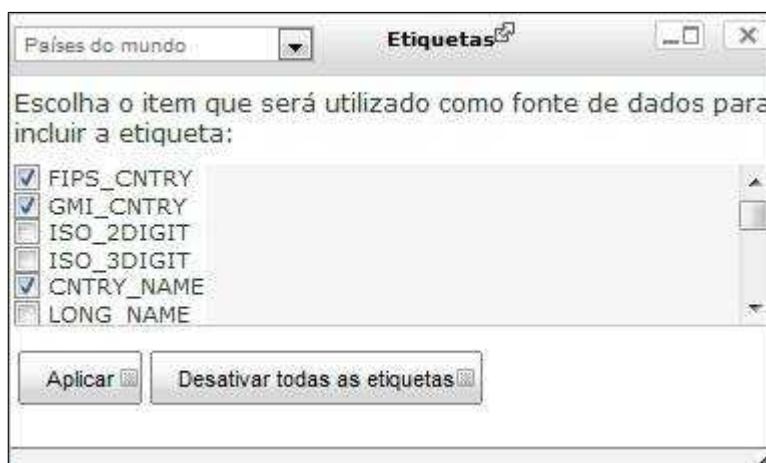 Países do mundo
Etiquetas
Escolha o item que será utilizado como fonte de dados para
incluir a etiqueta:
FIPS_CNTRY
GMI_CNTRY
ISO_2DIGIT
ISO_3DIGIT
CNTRY_NAME
LONG_NAME
Aplicar
Desativar todas as etiquetas